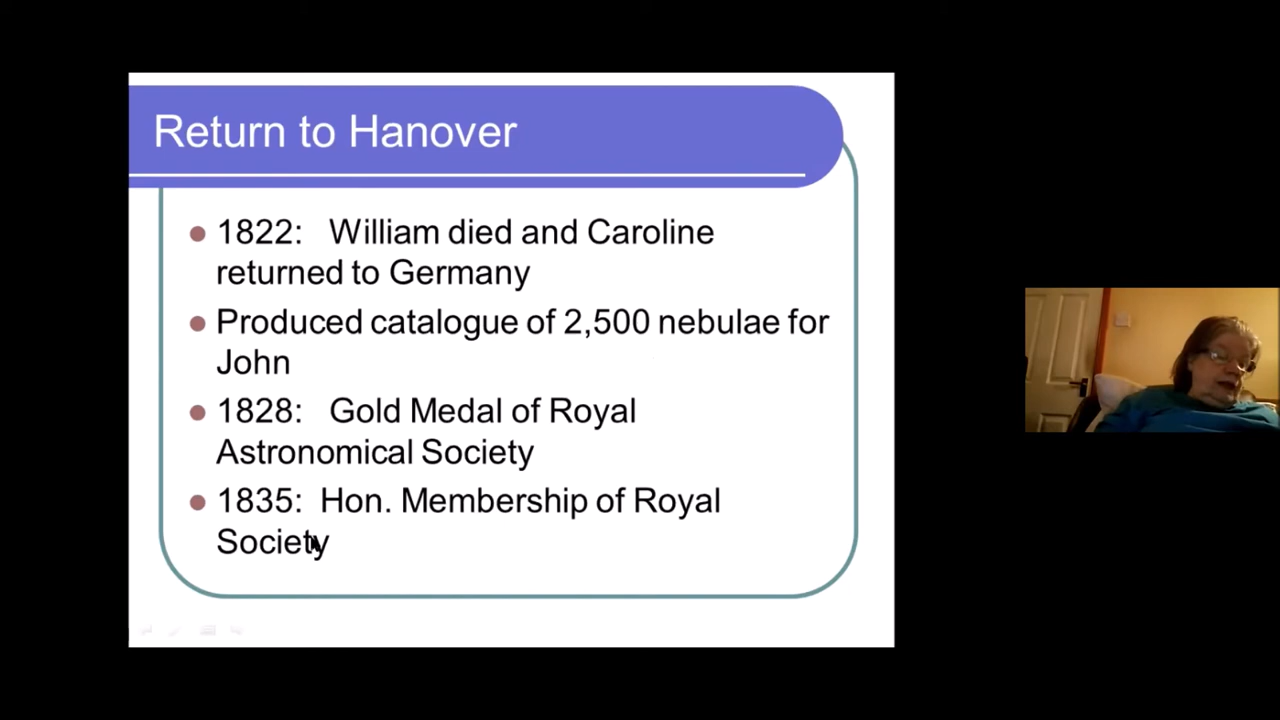 Return to Hanover
1822: William died and Caroline
returned to Germany
Produced catalogue of 2,500 nebulae for
John
1828: Gold Medal of Royal
Astronomical Society
1835: Hon. Membership of Royal
Society